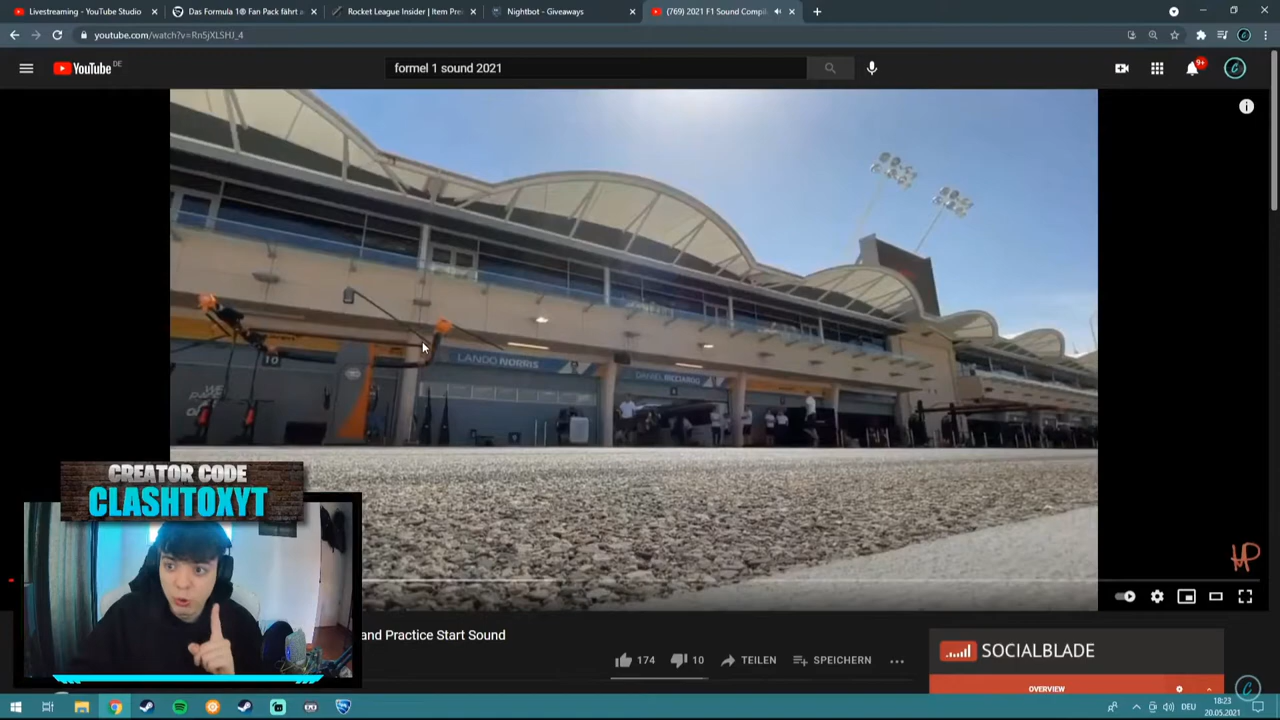 Livestreaming - YouTube Studio
Das Formula 1® Fan Pack fährt a
Rocket League Insider | Item Pre
Nightbot - Giveaways
(769) 2021 F1 Sound Compil
youtube.com/watch?v=Rn5jXLSHJ_4
YouTube DE
formel 1 sound 2021
9+
10
LANDO NORRIS
DANIEL RICCIARDO
CREATOR CODE
CLASHTOXYT
and Practice Start Sound
174
10
TEILEN
SPEICHERN
SOCIALBLADE
OVERVIEW
DEU
18:23
20.05.2021